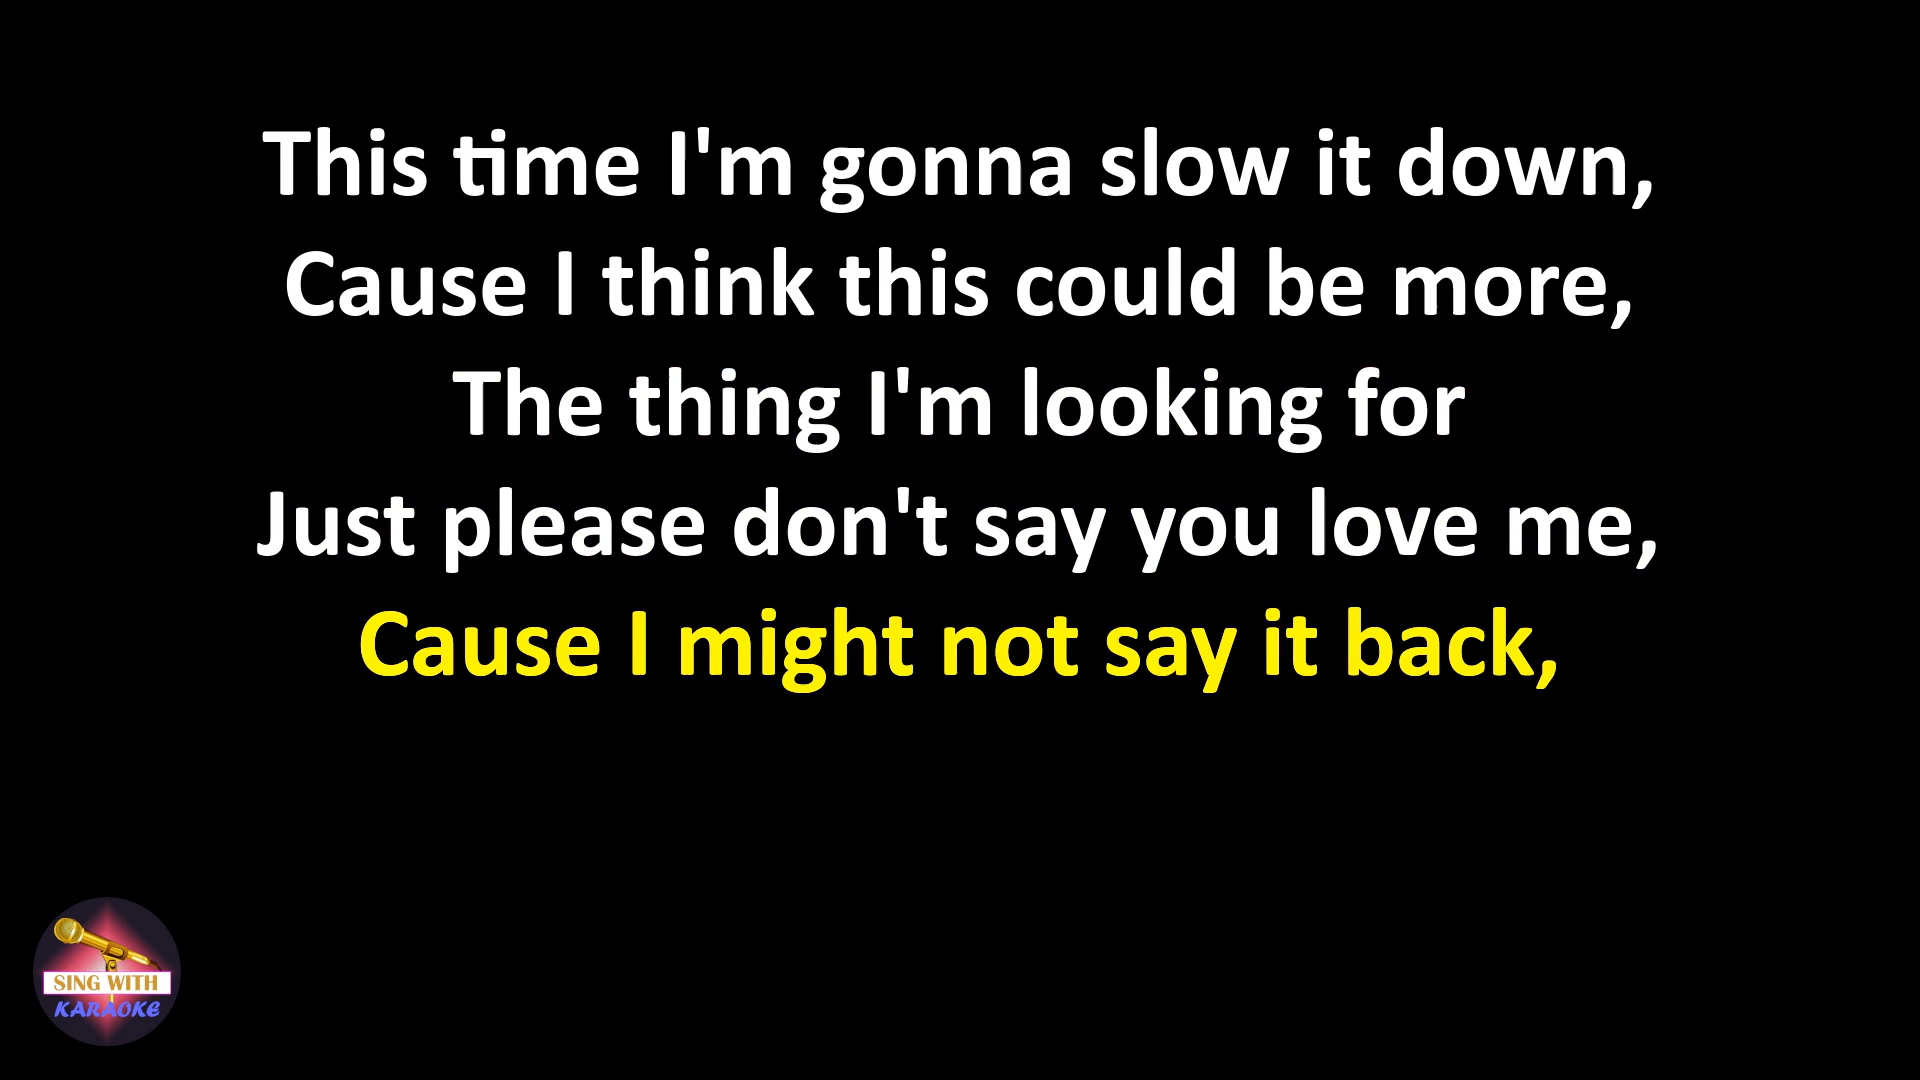 This time I'm gonna slow it down,
Cause I think this could be more,
The thing I'm looking for
Just please don't say you love me,
Cause I might not say it back,
SING WITH
KARAOKE